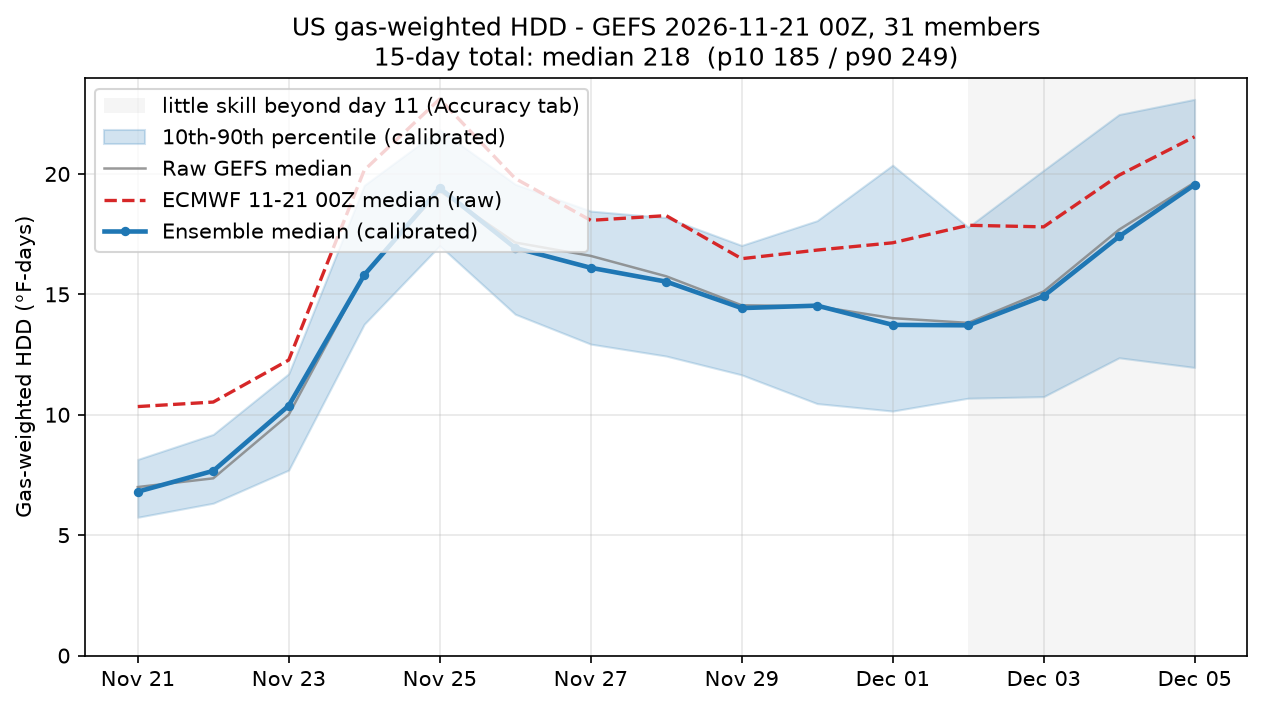 US gas-weighted HDD - GEFS 2026-11-21 00Z, 31 members
15-day total: median 218  (p10 185 / p90 249)
little skill beyond day 11 (Accuracy tab)
10th-90th percentile (calibrated)
Raw GEFS median
ECMWF 11-21 00Z median (raw)
Ensemble median (calibrated)
Gas-weighted HDD (°F-days)
20
15
10
5
0
Nov 21
Nov 23
Nov 25
Nov 27
Nov 29
Dec 01
Dec 03
Dec 05